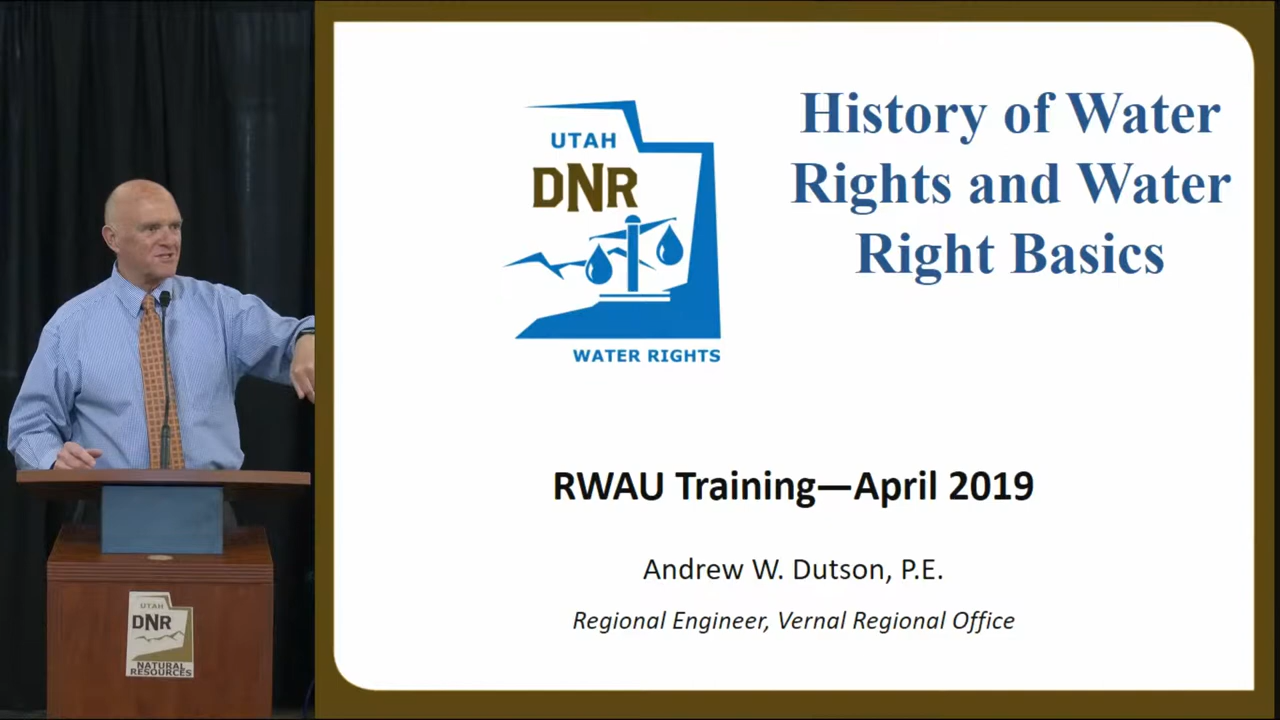 UTAH
DNR
WATER RIGHTS
History of Water
Rights and Water
Right Basics
RWAU Training—April 2019
Andrew W. Dutson, P.E.
Regional Engineer, Vernal Regional Office
UTAH
DNR
NATURAL
RESOURCES